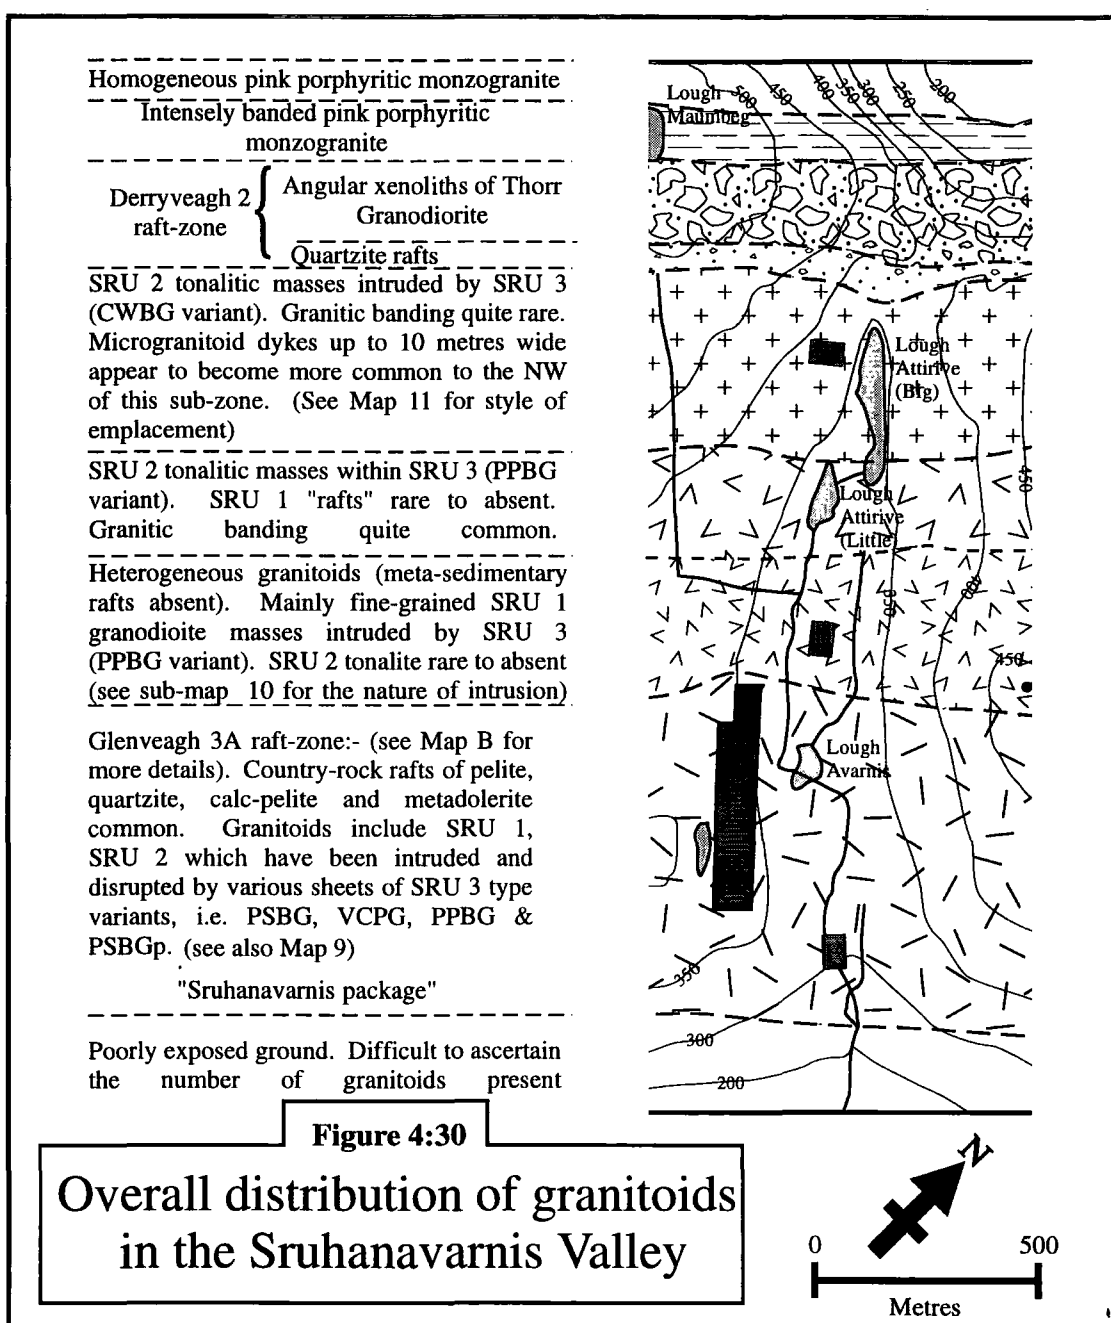 Homogeneous pink porphyritic monzogranite
Intensely banded pink porphyritic
monzogranite
Derryveagh 2
raft-zone
Angular xenoliths of Thorr
Granodiorite
Quartzite rafts
SRU 2 tonalitic masses intruded by SRU 3
(CWBG variant). Granitic banding quite rare.
Microgranitoid dykes up to 10 metres wide
appear to become more common to the NW
of this sub-zone. (See Map 11 for style of
emplacement)
SRU 2 tonalitic masses within SRU 3 (PPBG
variant). SRU 1 "rafts" rare to absent.
Granitic banding quite common.
Heterogeneous granitoids (meta-sedimentary
rafts absent). Mainly fine-grained SRU 1
granodioite masses intruded by SRU 3
(PPBG variant). SRU 2 tonalite rare to absent
(see sub-map 10 for the nature of intrusion)
Glenveagh 3A raft-zone:- (see Map B for
more details). Country-rock rafts of pelite,
quartzite, calc-pelite and metadolerite
common. Granitoids include SRU 1,
SRU 2 which have been intruded and
disrupted by various sheets of SRU 3 type
variants, i.e. PSBG, VCPG, PPBG &
PSBGp. (see also Map 9)
"Sruhanavarnis package"
Poorly exposed ground. Difficult to ascertain
the number of granitoids present
Lough
Maumbeg
500
450
400
350
300
250
200
Lough
Attirive
(Big)
450
Lough
Attirive
(Little)
350
400
450
Lough
Avarnis
350
300
200
Figure 4:30
Overall distribution of granitoids
in the Sruhanavarnis Valley
N
0 500
Metres